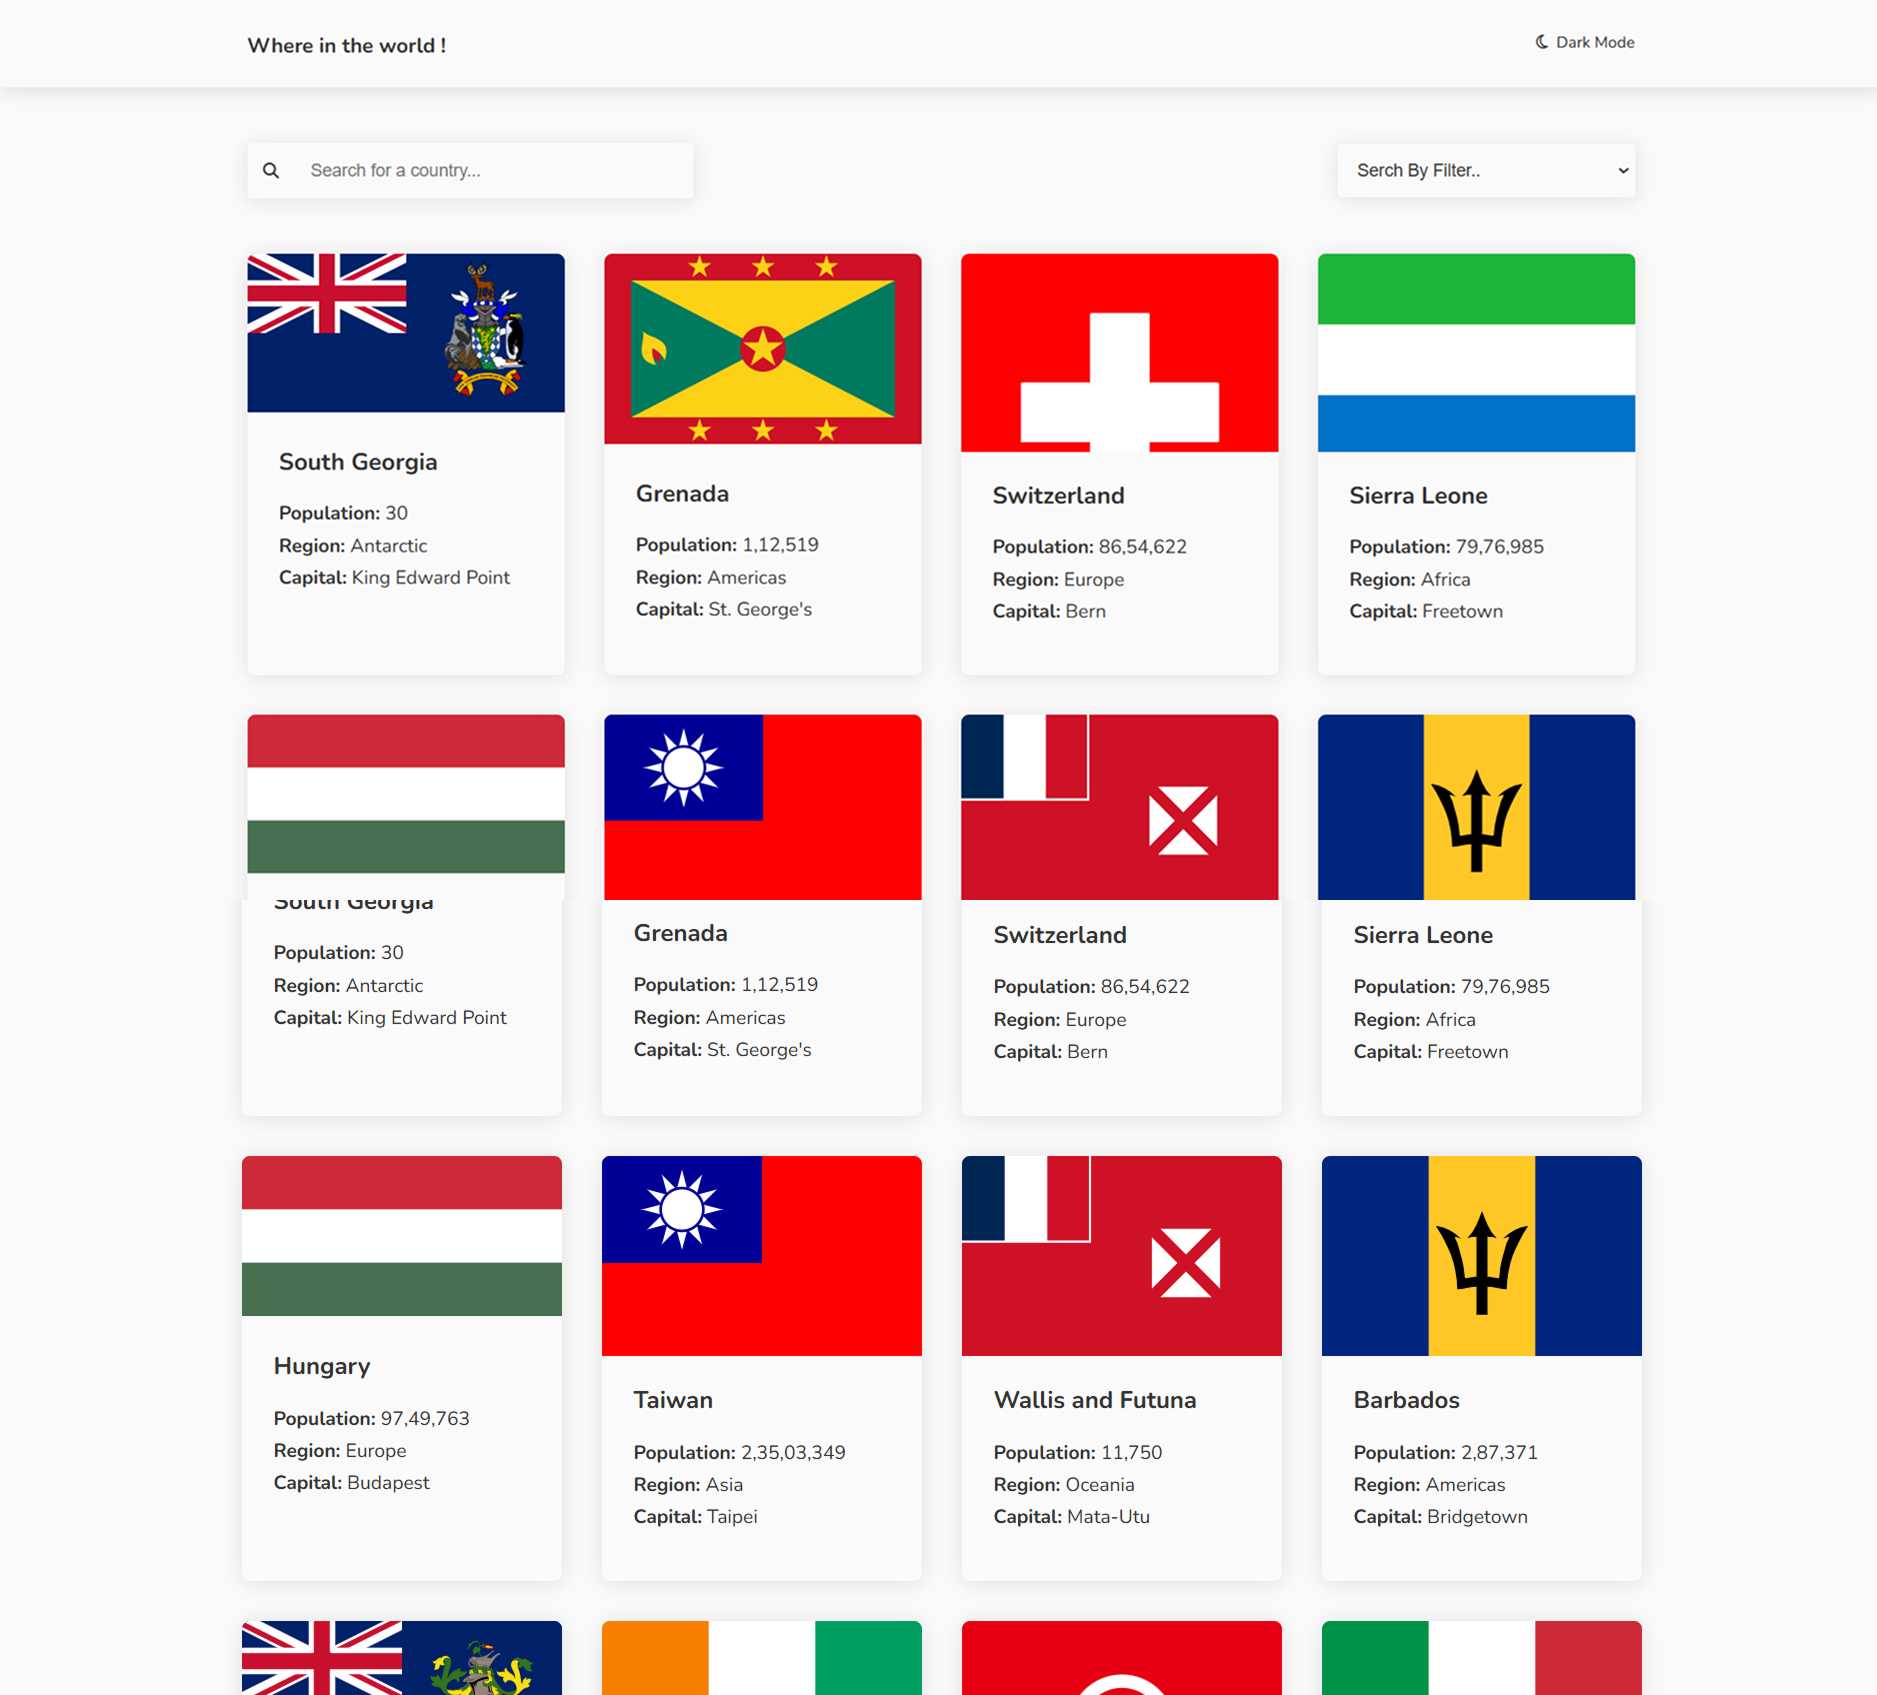 Where in the world !
Dark Mode
Search for a country...
Serch By Filter..
South Georgia
Population: 30
Region: Antarctic
Capital: King Edward Point
Grenada
Population: 1,12,519
Region: Americas
Capital: St. George's
Switzerland
Population: 86,54,622
Region: Europe
Capital: Bern
Sierra Leone
Population: 79,76,985
Region: Africa
Capital: Freetown
South Georgia
Population: 30
Region: Antarctic
Capital: King Edward Point
Grenada
Population: 1,12,519
Region: Americas
Capital: St. George's
Switzerland
Population: 86,54,622
Region: Europe
Capital: Bern
Sierra Leone
Population: 79,76,985
Region: Africa
Capital: Freetown
Hungary
Population: 97,49,763
Region: Europe
Capital: Budapest
Taiwan
Population: 2,35,03,349
Region: Asia
Capital: Taipei
Wallis and Futuna
Population: 11,750
Region: Oceania
Capital: Mata-Utu
Barbados
Population: 2,87,371
Region: Americas
Capital: Bridgetown